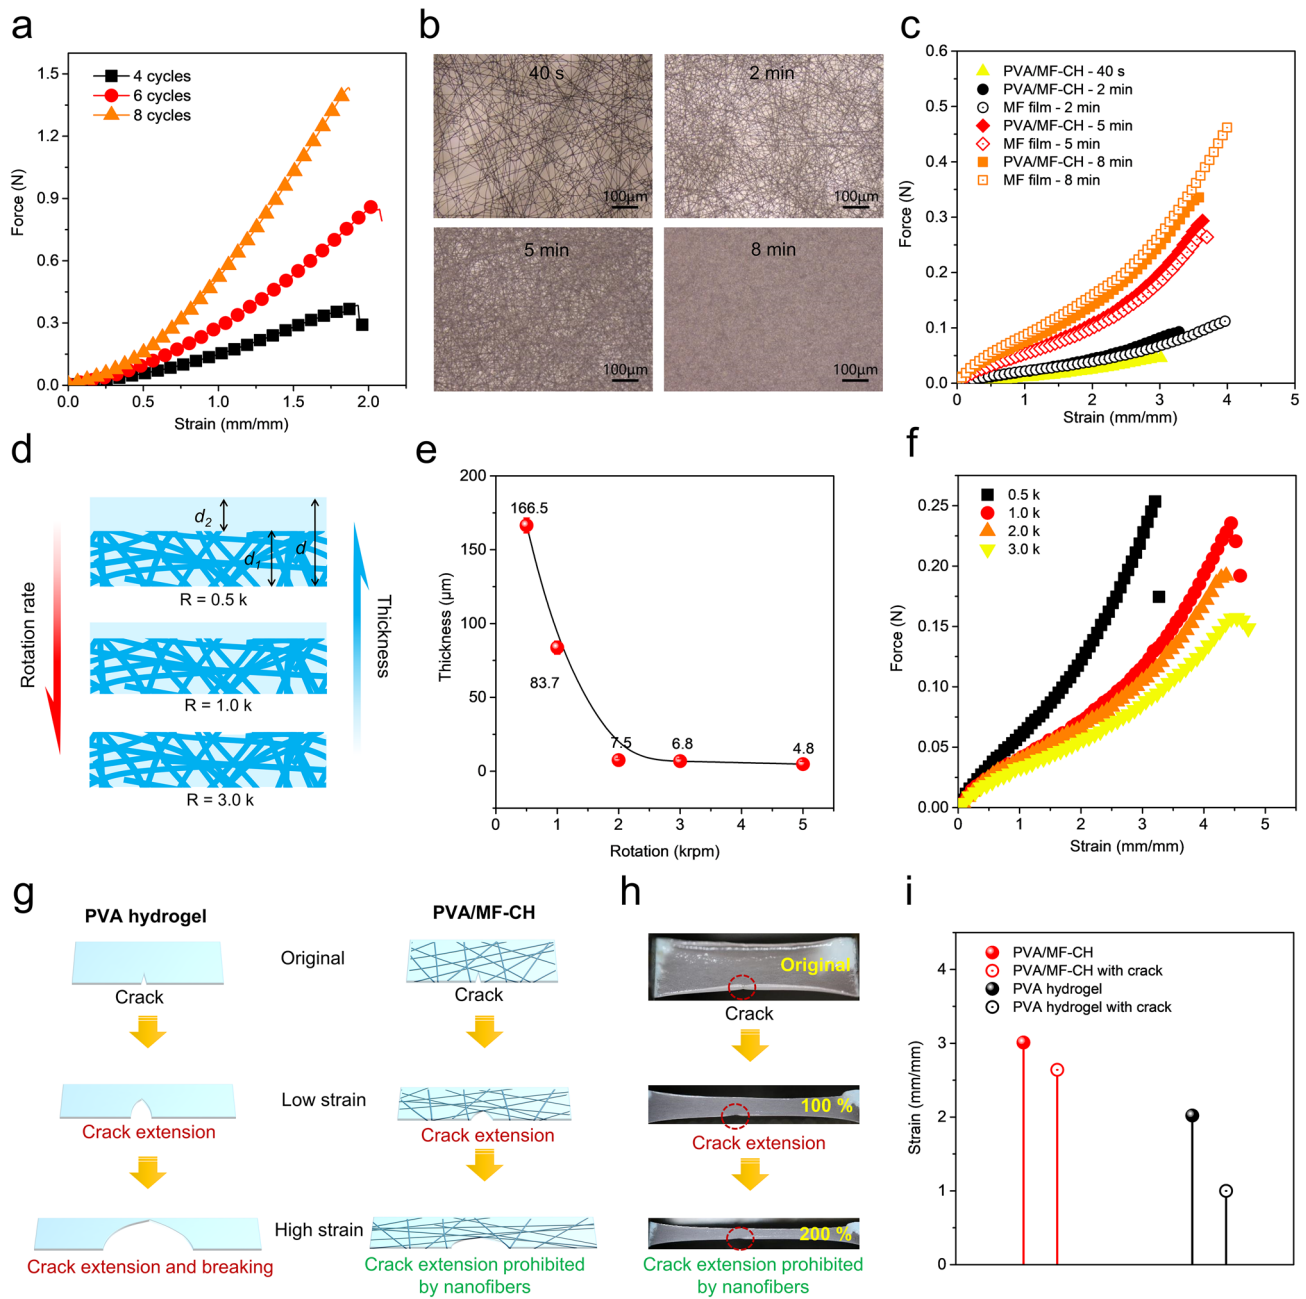 a
1.5
1.2
0.9
0.6
0.3
0.0
Force (N)
4 cycles
6 cycles
8 cycles
0.0
0.5
1.0
1.5
2.0
Strain (mm/mm)
b
40 s
100μm
2 min
100μm
5 min
100μm
8 min
100μm
c
0.6
0.5
0.4
0.3
0.2
0.1
0.0
Force (N)
PVA/MF-CH - 40 s
PVA/MF-CH - 2 min
MF film - 2 min
PVA/MF-CH - 5 min
MF film - 5 min
PVA/MF-CH - 8 min
MF film - 8 min
0
1
2
3
4
5
Strain (mm/mm)
d
Rotation rate
d2
d1
d
R = 0.5 k
R = 1.0 k
R = 3.0 k
Thickness
e
200
150
100
50
0
Thickness (μm)
166.5
83.7
7.5
6.8
4.8
0
1
2
3
4
5
Rotation (krpm)
f
0.25
0.20
0.15
0.10
0.05
0.00
Force (N)
0.5 k
1.0 k
2.0 k
3.0 k
0
1
2
3
4
5
Strain (mm/mm)
g
PVA hydrogel
PVA/MF-CH
Original
Crack
Crack
Low strain
Crack extension
Crack extension
High strain
Crack extension and breaking
Crack extension prohibited
by nanofibers
h
Original
Crack
100 %
Crack extension
200 %
Crack extension prohibited
by nanofibers
i
4
3
2
1
0
Strain (mm/mm)
PVA/MF-CH
PVA/MF-CH with crack
PVA hydrogel
PVA hydrogel with crack